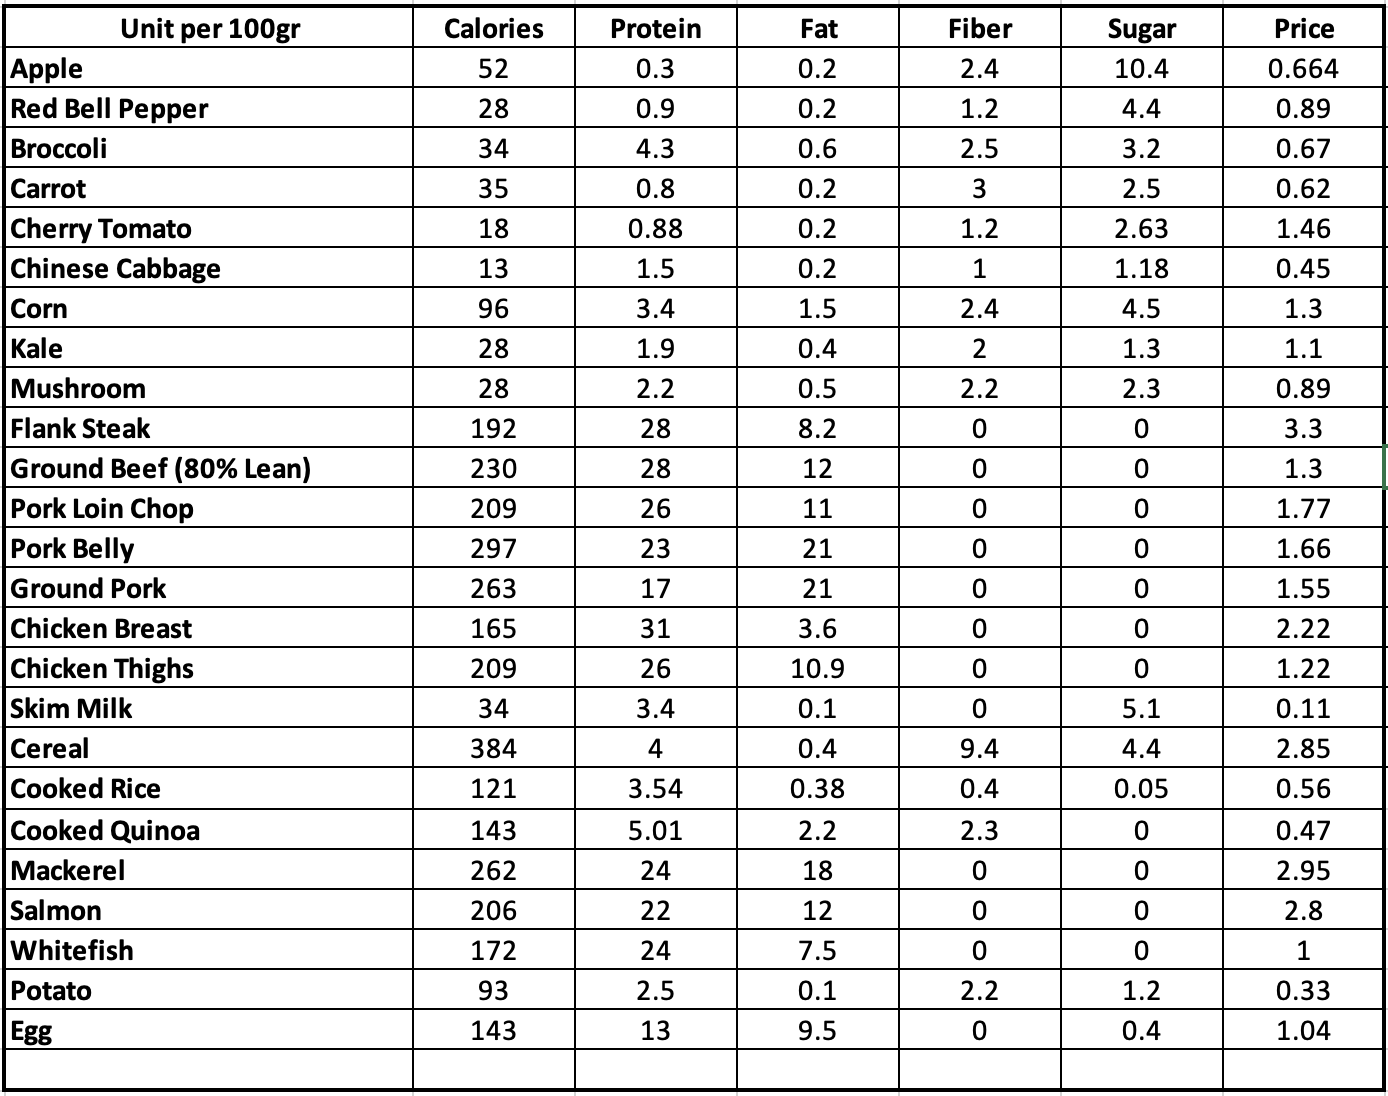 Unit per 100gr Calories Protein Fat Fiber Sugar Price
Apple 52 0.3 0.2 2.4 10.4 0.664
Red Bell Pepper 28 0.9 0.2 1.2 4.4 0.89
Broccoli 34 4.3 0.6 2.5 3.2 0.67
Carrot 35 0.8 0.2 3 2.5 0.62
Cherry Tomato 18 0.88 0.2 1.2 2.63 1.46
Chinese Cabbage 13 1.5 0.2 1 1.18 0.45
Corn 96 3.4 1.5 2.4 4.5 1.3
Kale 28 1.9 0.4 2 1.3 1.1
Mushroom 28 2.2 0.5 2.2 2.3 0.89
Flank Steak 192 28 8.2 0 0 3.3
Ground Beef (80% Lean) 230 28 12 0 0 1.3
Pork Loin Chop 209 26 11 0 0 1.77
Pork Belly 297 23 21 0 0 1.66
Ground Pork 263 17 21 0 0 1.55
Chicken Breast 165 31 3.6 0 0 2.22
Chicken Thighs 209 26 10.9 0 0 1.22
Skim Milk 34 3.4 0.1 0 5.1 0.11
Cereal 384 4 0.4 9.4 4.4 2.85
Cooked Rice 121 3.54 0.38 0.4 0.05 0.56
Cooked Quinoa 143 5.01 2.2 2.3 0 0.47
Mackerel 262 24 18 0 0 2.95
Salmon 206 22 12 0 0 2.8
Whitefish 172 24 7.5 0 0 1
Potato 93 2.5 0.1 2.2 1.2 0.33
Egg 143 13 9.5 0 0.4 1.04